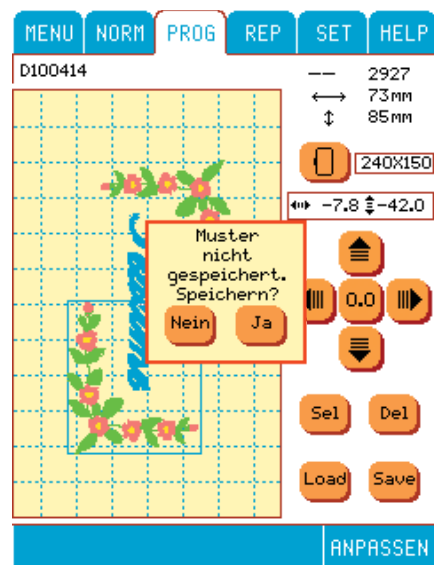 MENU NORM PROG REP SET HELP
D100414
2927
73MM
85MM
240X150
-7.8 -42.0
Muster
nicht
gespeichert.
Speichern?
Nein Ja
0.0
Sel Del
Load Save
ANPASSEN